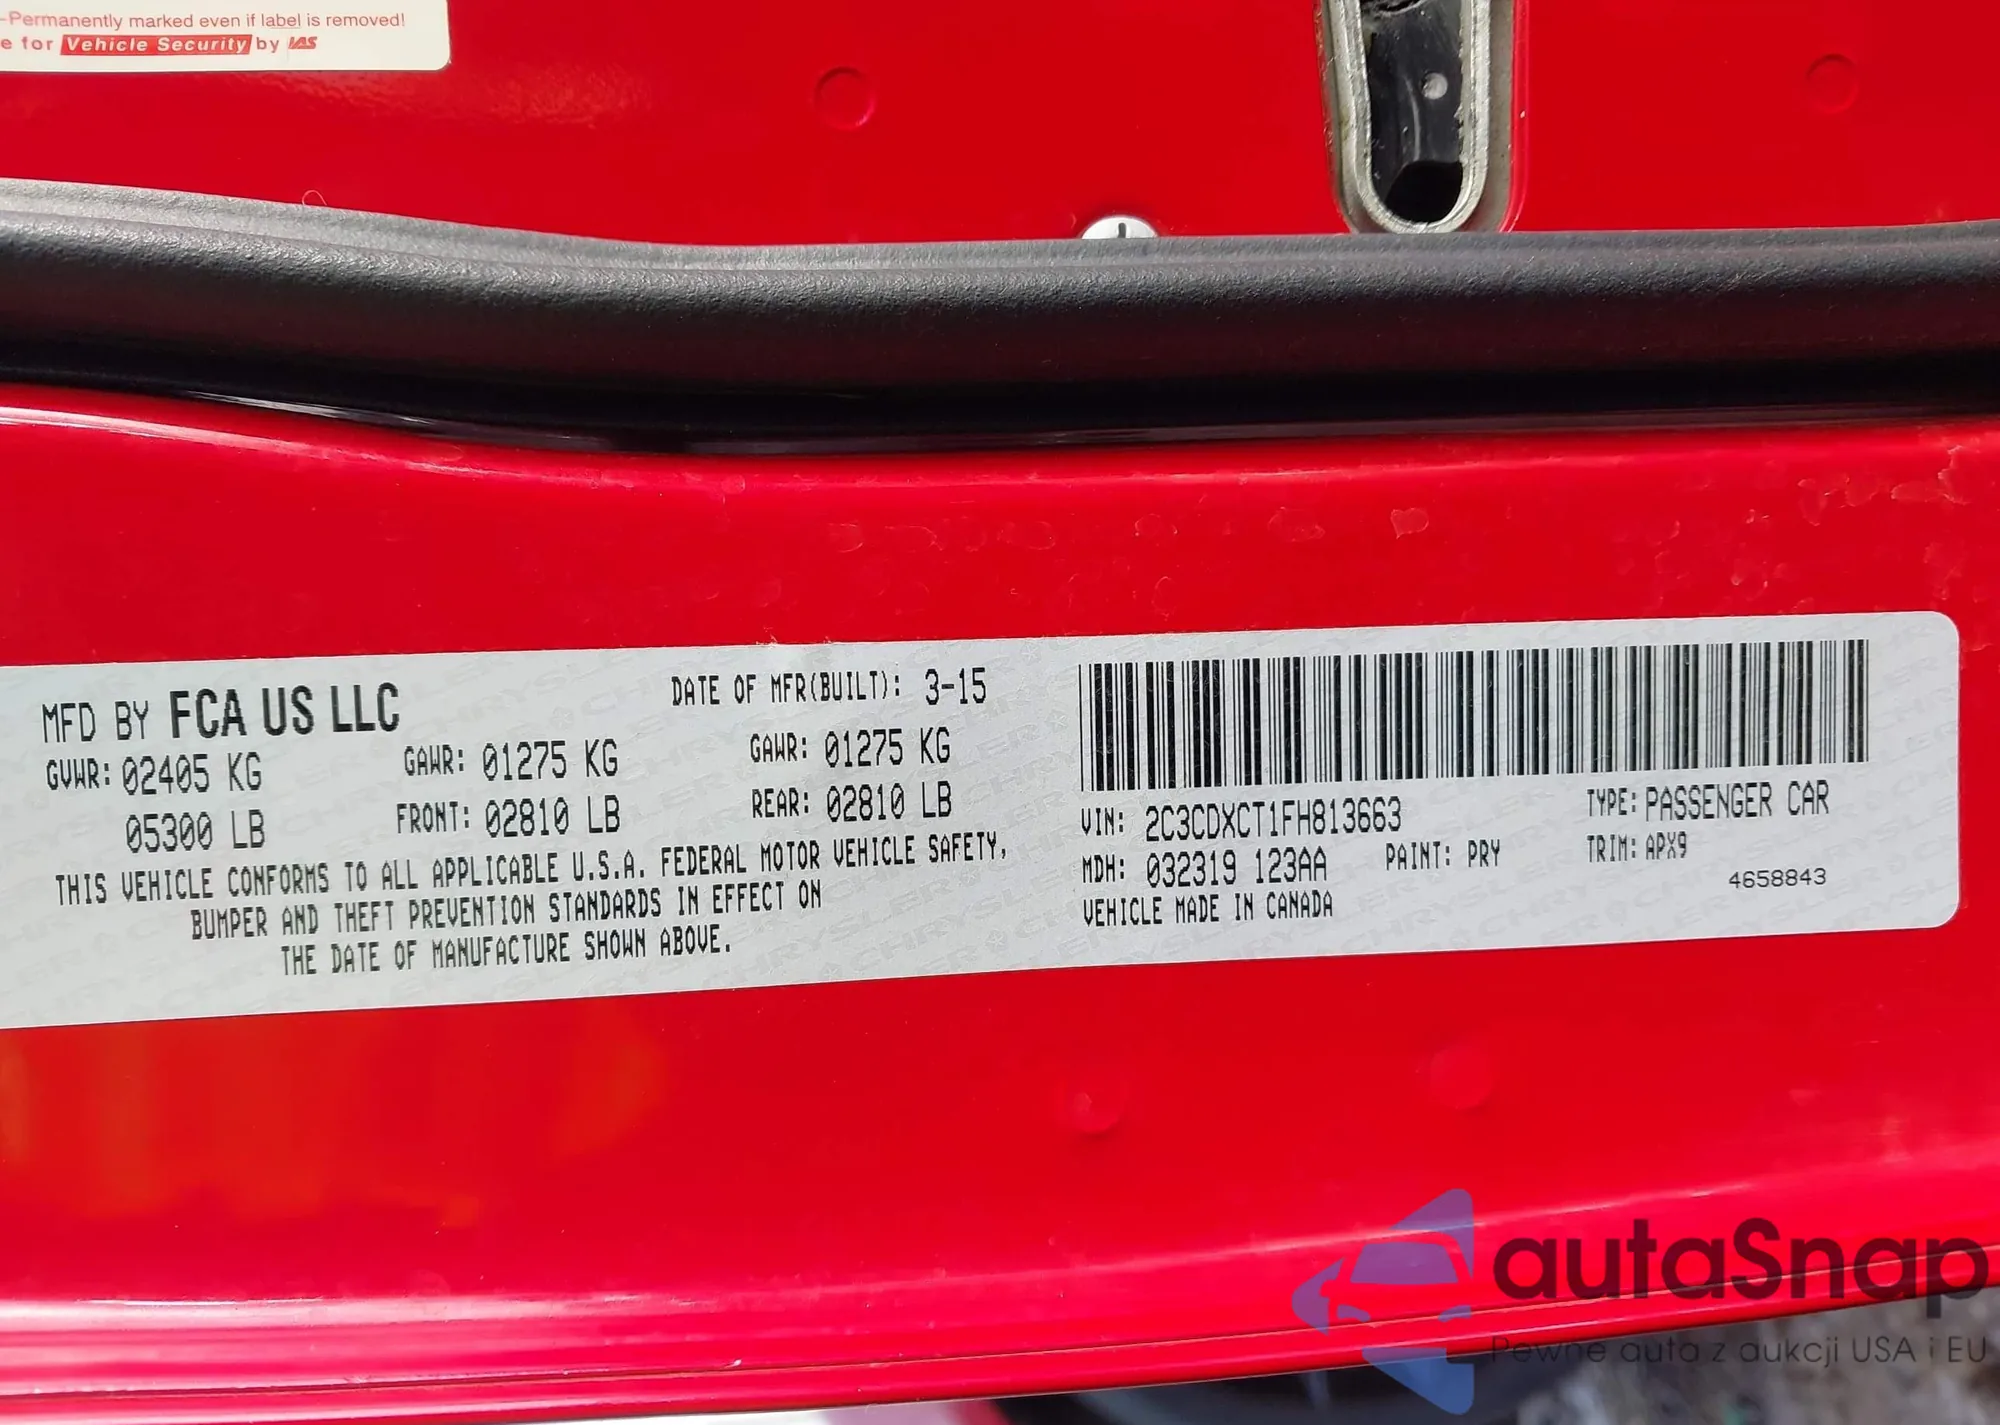 -Permanently marked even if label is removed!
e for Vehicle Security by IAS
MFD BY FCA US LLC
DATE OF MFR(BUILT): 3-15
GVWR: 02405 KG
GAWR: 01275 KG
GAWR: 01275 KG
05300 LB
FRONT: 02810 LB
REAR: 02810 LB
THIS VEHICLE CONFORMS TO ALL APPLICABLE U.S.A. FEDERAL MOTOR VEHICLE SAFETY,
BUMPER AND THEFT PREVENTION STANDARDS IN EFFECT ON
THE DATE OF MANUFACTURE SHOWN ABOVE.
VIN: 2C3CDXCT1FH813663
TYPE: PASSENGER CAR
MDH: 032319 123AA
PAINT: PRY
TRIM: APX9
VEHICLE MADE IN CANADA
4658843
autaSnap
Pewne auta z aukcji USA i EU